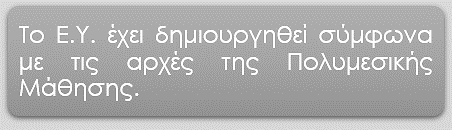 Το Ε.Υ. έχει δημιουργηθεί σύμφωνα
με τις αρχές της Πολυμεσικής
Μάθησης.